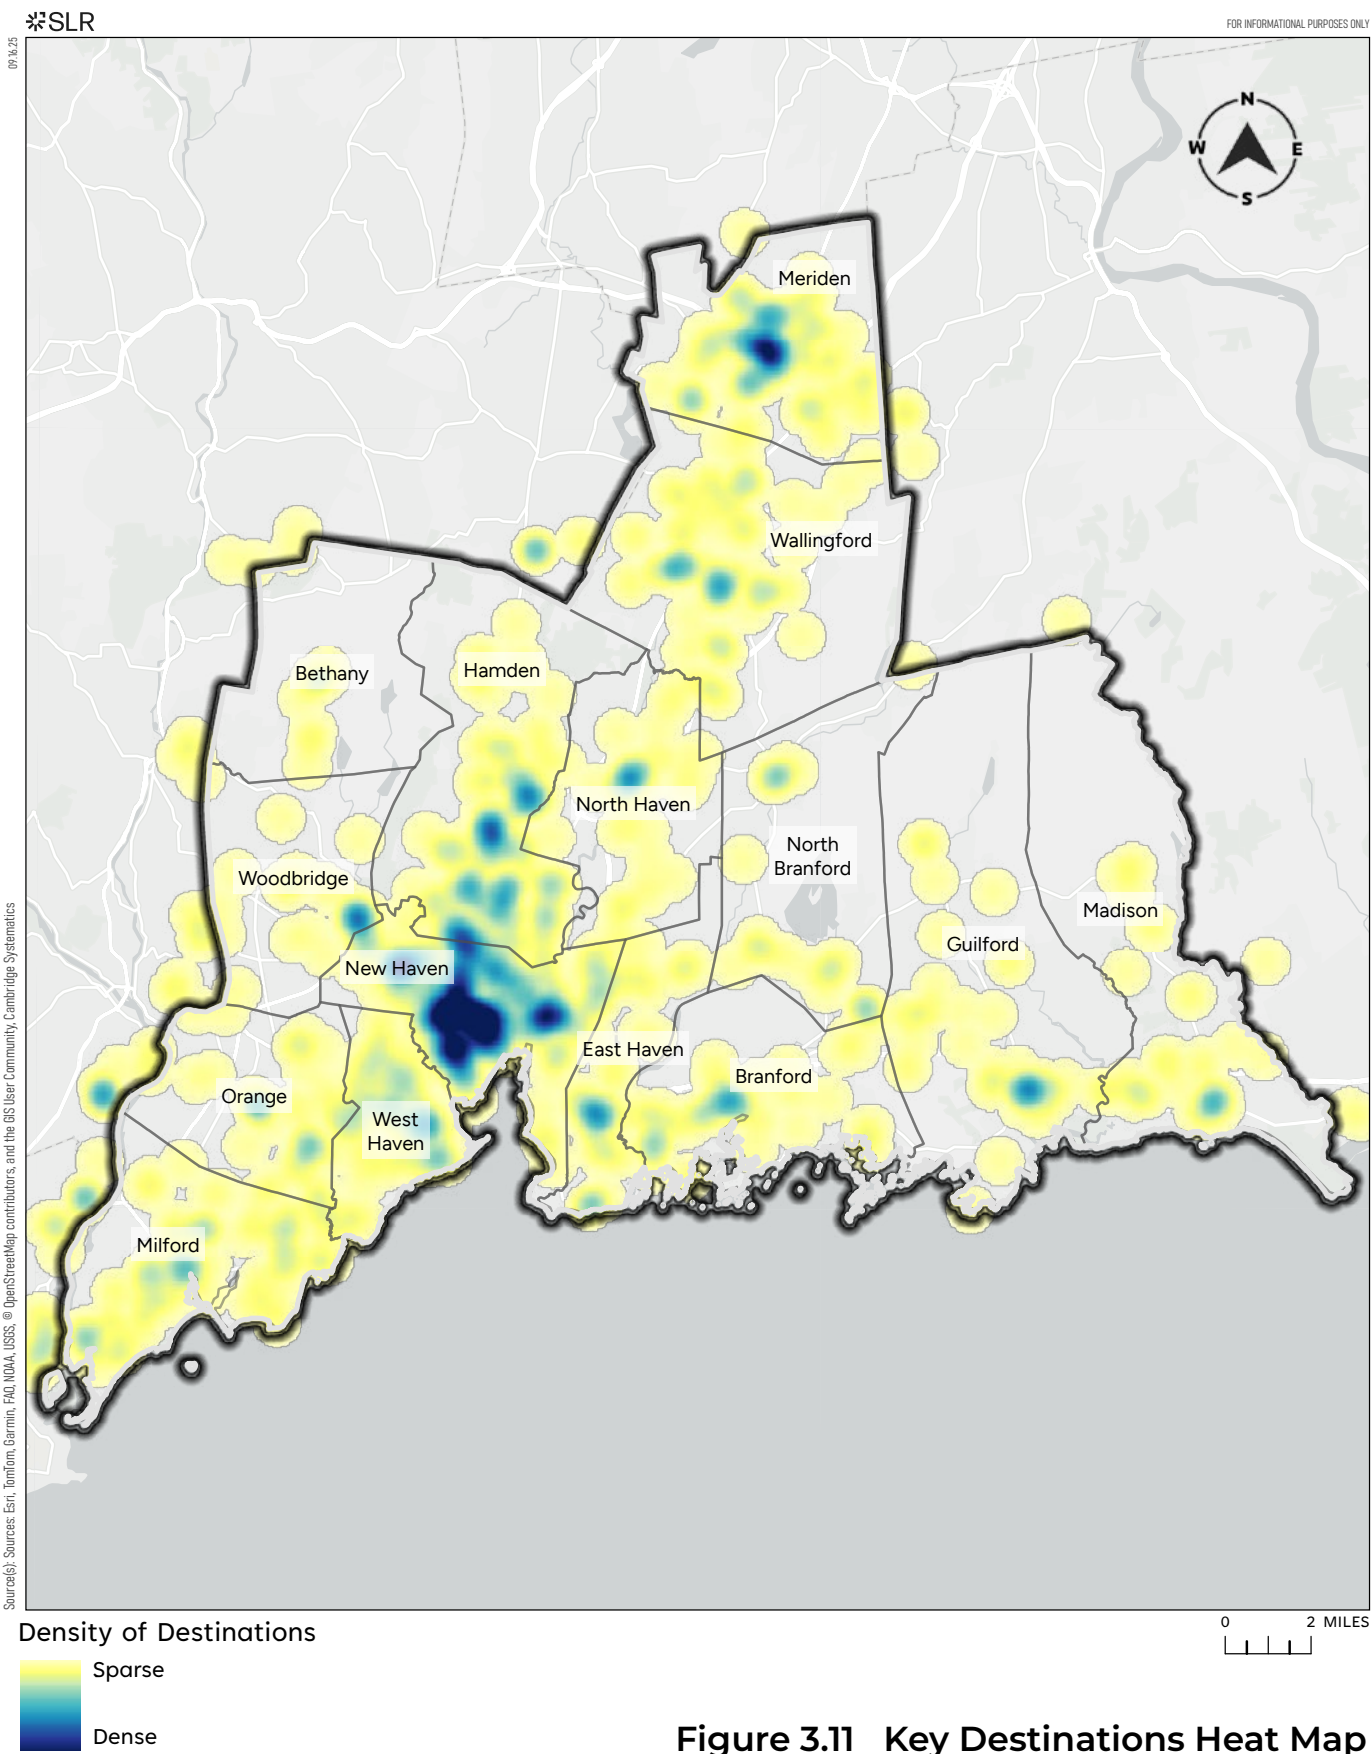 SLR
FOR INFORMATIONAL PURPOSES ONLY
09.16.25
N
W
E
S
Meriden
Wallingford
Bethany
Hamden
North Haven
North
Branford
Woodbridge
Madison
Guilford
New Haven
East Haven
Branford
Orange
West
Haven
Milford
Source(s): Sources: Esri, TomTom, Garmin, FAO, NOAA, USGS, © OpenStreetMap contributors, and the GIS User Community, Cambridge Systematics
Density of Destinations
Sparse
Dense
0 2 MILES
Figure 3.11 Key Destinations Heat Map